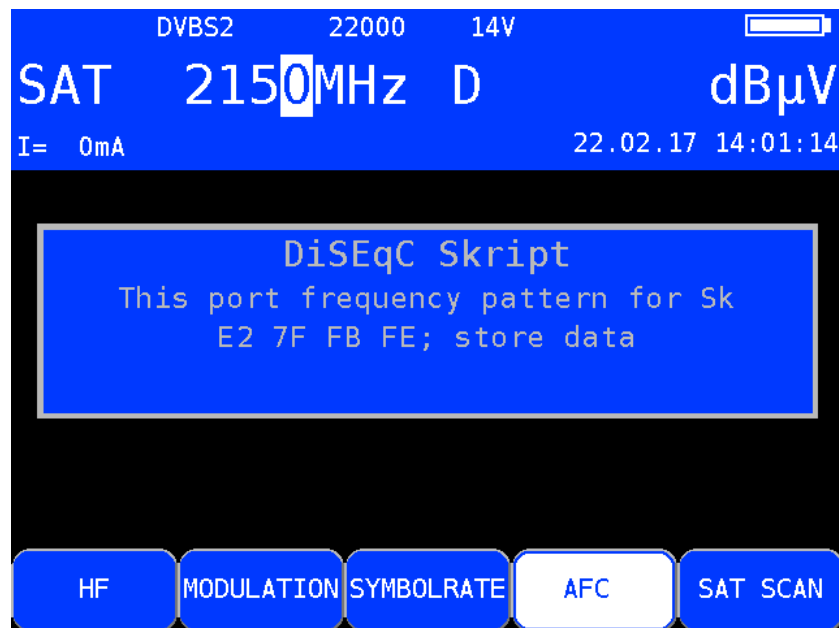 DVBS2 22000 14V
SAT 2150MHz D dBµV
I= 0mA 22.02.17 14:01:14
DiSEqC Skript
This port frequency pattern for Sk
E2 7F FB FE; store data
HF MODULATION SYMBOLRATE AFC SAT SCAN